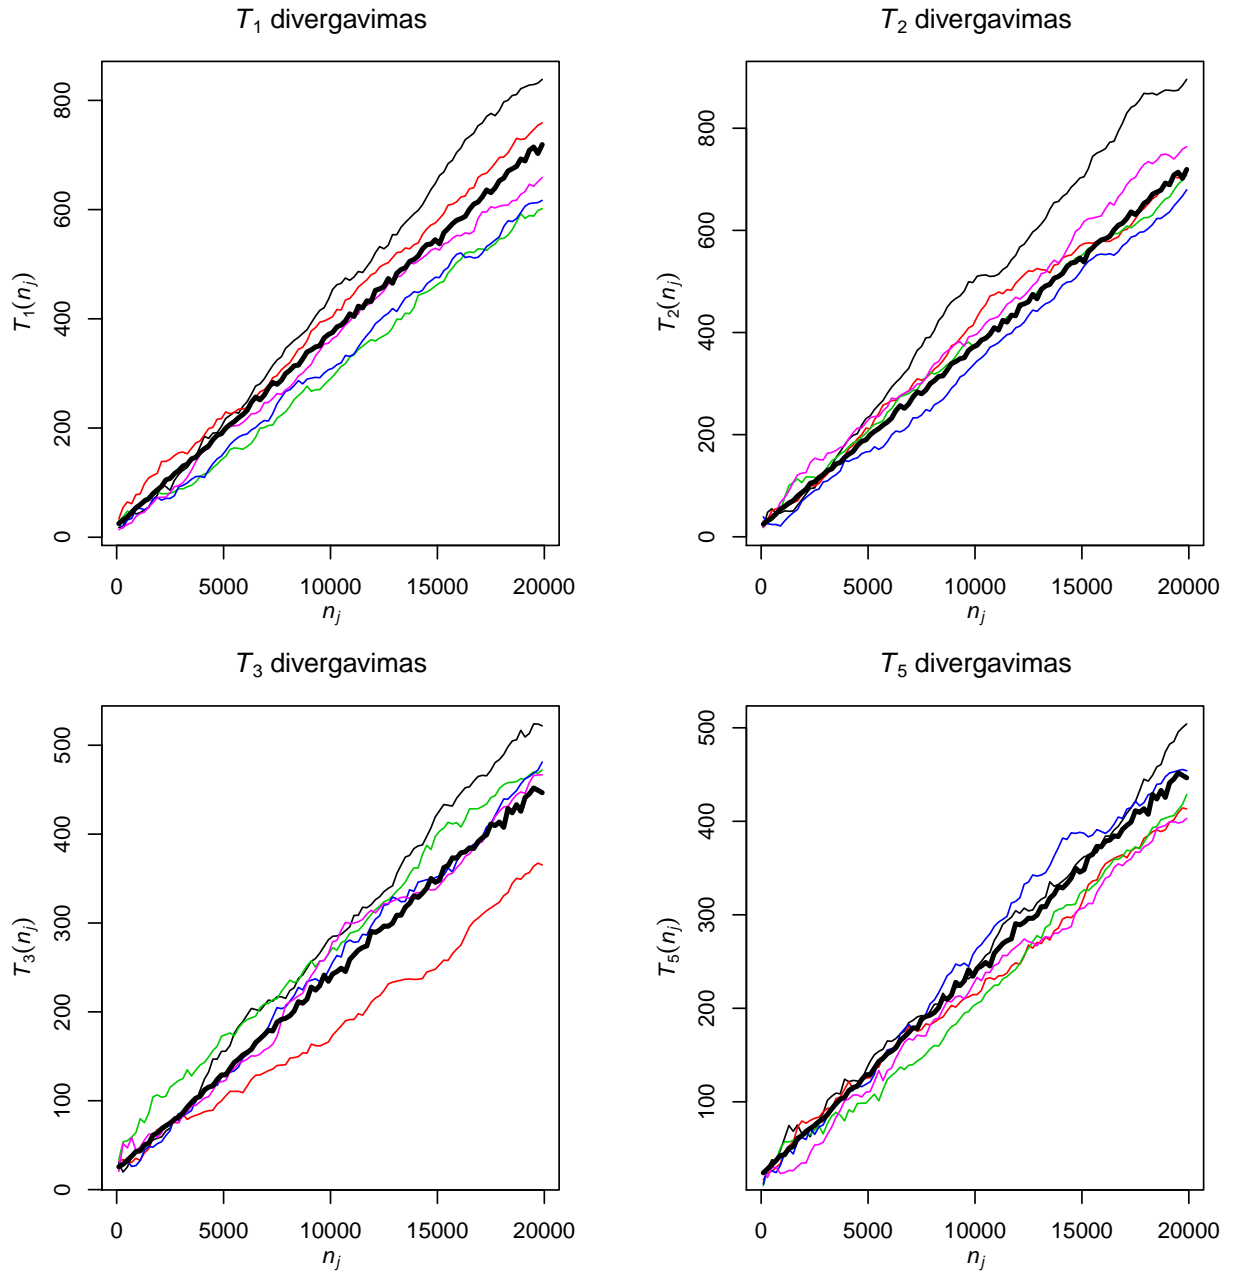 T1 divergavimas
T1(nj)
0 200 400 600 800
0 5000 10000 15000 20000
nj
T2 divergavimas
T2(nj)
0 200 400 600 800
0 5000 10000 15000 20000
nj
T3 divergavimas
T3(nj)
0 100 200 300 400 500
0 5000 10000 15000 20000
nj
T5 divergavimas
T5(nj)
100 200 300 400 500
0 5000 10000 15000 20000
nj